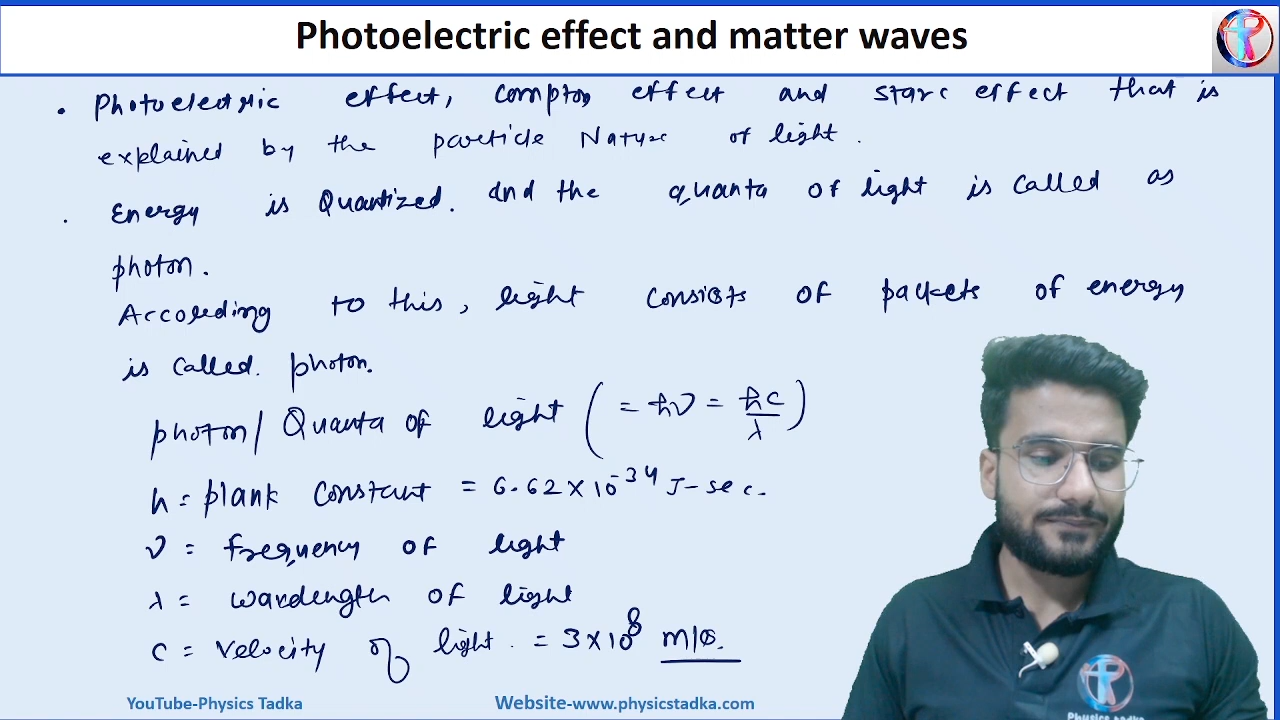 Photoelectric effect and matter waves
• Photoelectric effect, compton effect and starc effect that is
explained by the particle Nature of light.
• Energy is Quantized. and the quanta of light is called as
photon.
According to this, light consists of packets of energy
is called. photon.
photon/Quanta of light (= hν = hc/λ)
h = plank constant = 6.62×10⁻³⁴ J-sec.
ν = frequency of light
λ = wavelength of light
c = velocity of light. = 3×10⁸ m/s.
Physics tadka
YouTube-Physics Tadka Website-www.physicstadka.com